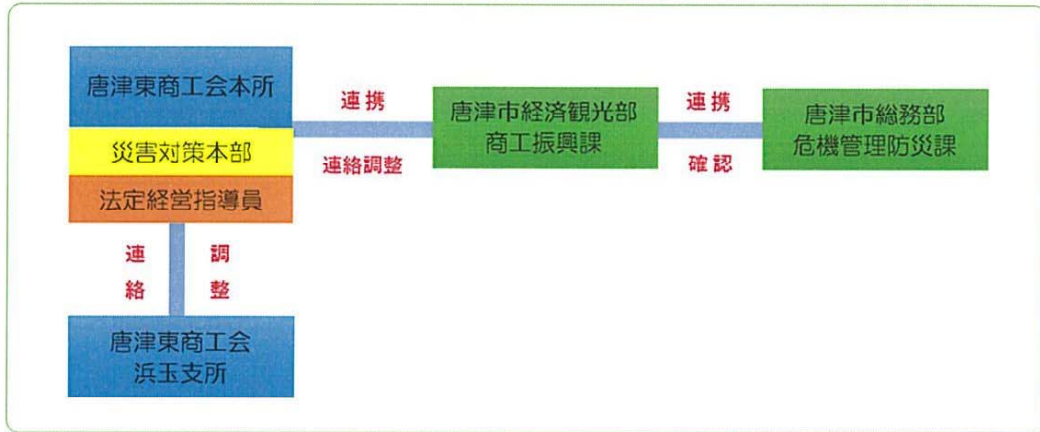 唐津東商工会本所
災害対策本部
法定経営指導員
連絡
調整
唐津東商工会
浜玉支所
連携
連絡調整
唐津市経済観光部
商工振興課
連携
確認
唐津市総務部
危機管理防災課